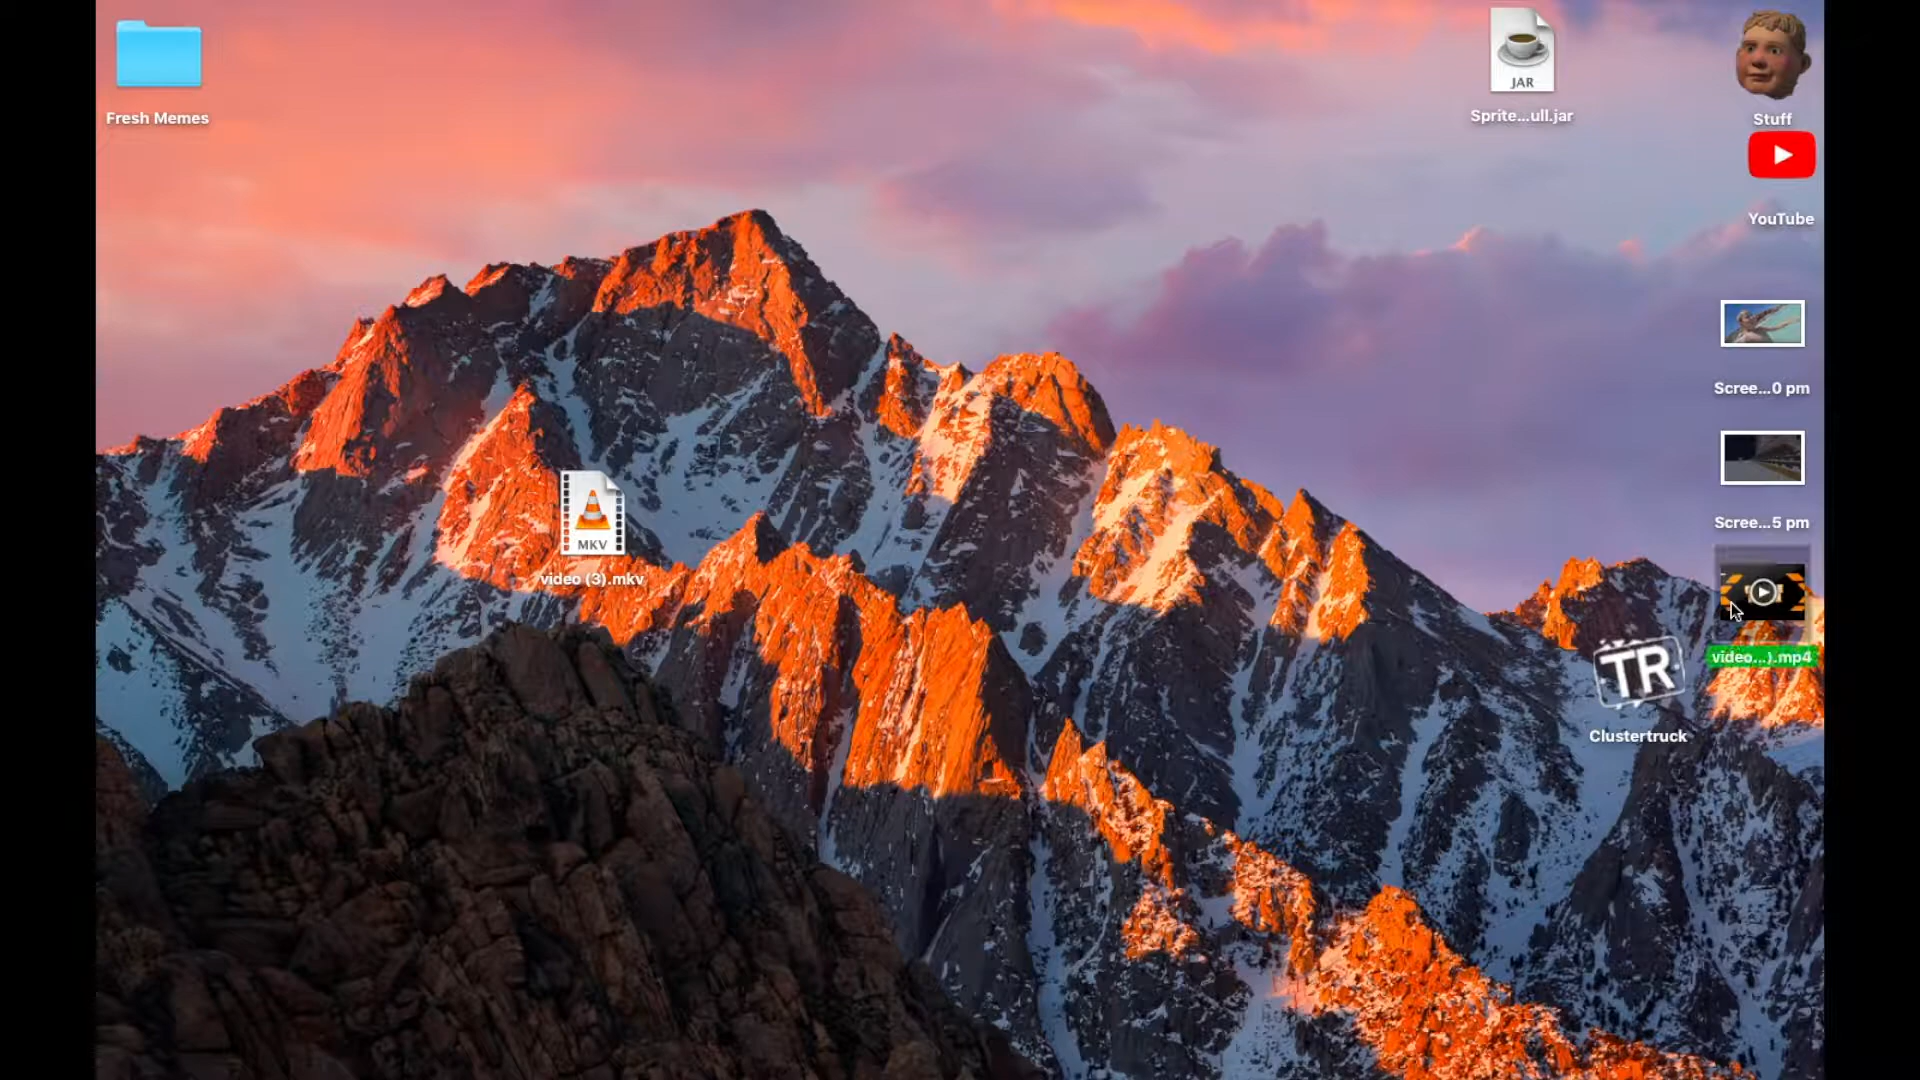 Fresh Memes
JAR
Sprite...ull.jar
Stuff
YouTube
Scree...0 pm
Scree...5 pm
MKV
video (3).mkv
video...).mp4
TR
Clustertruck